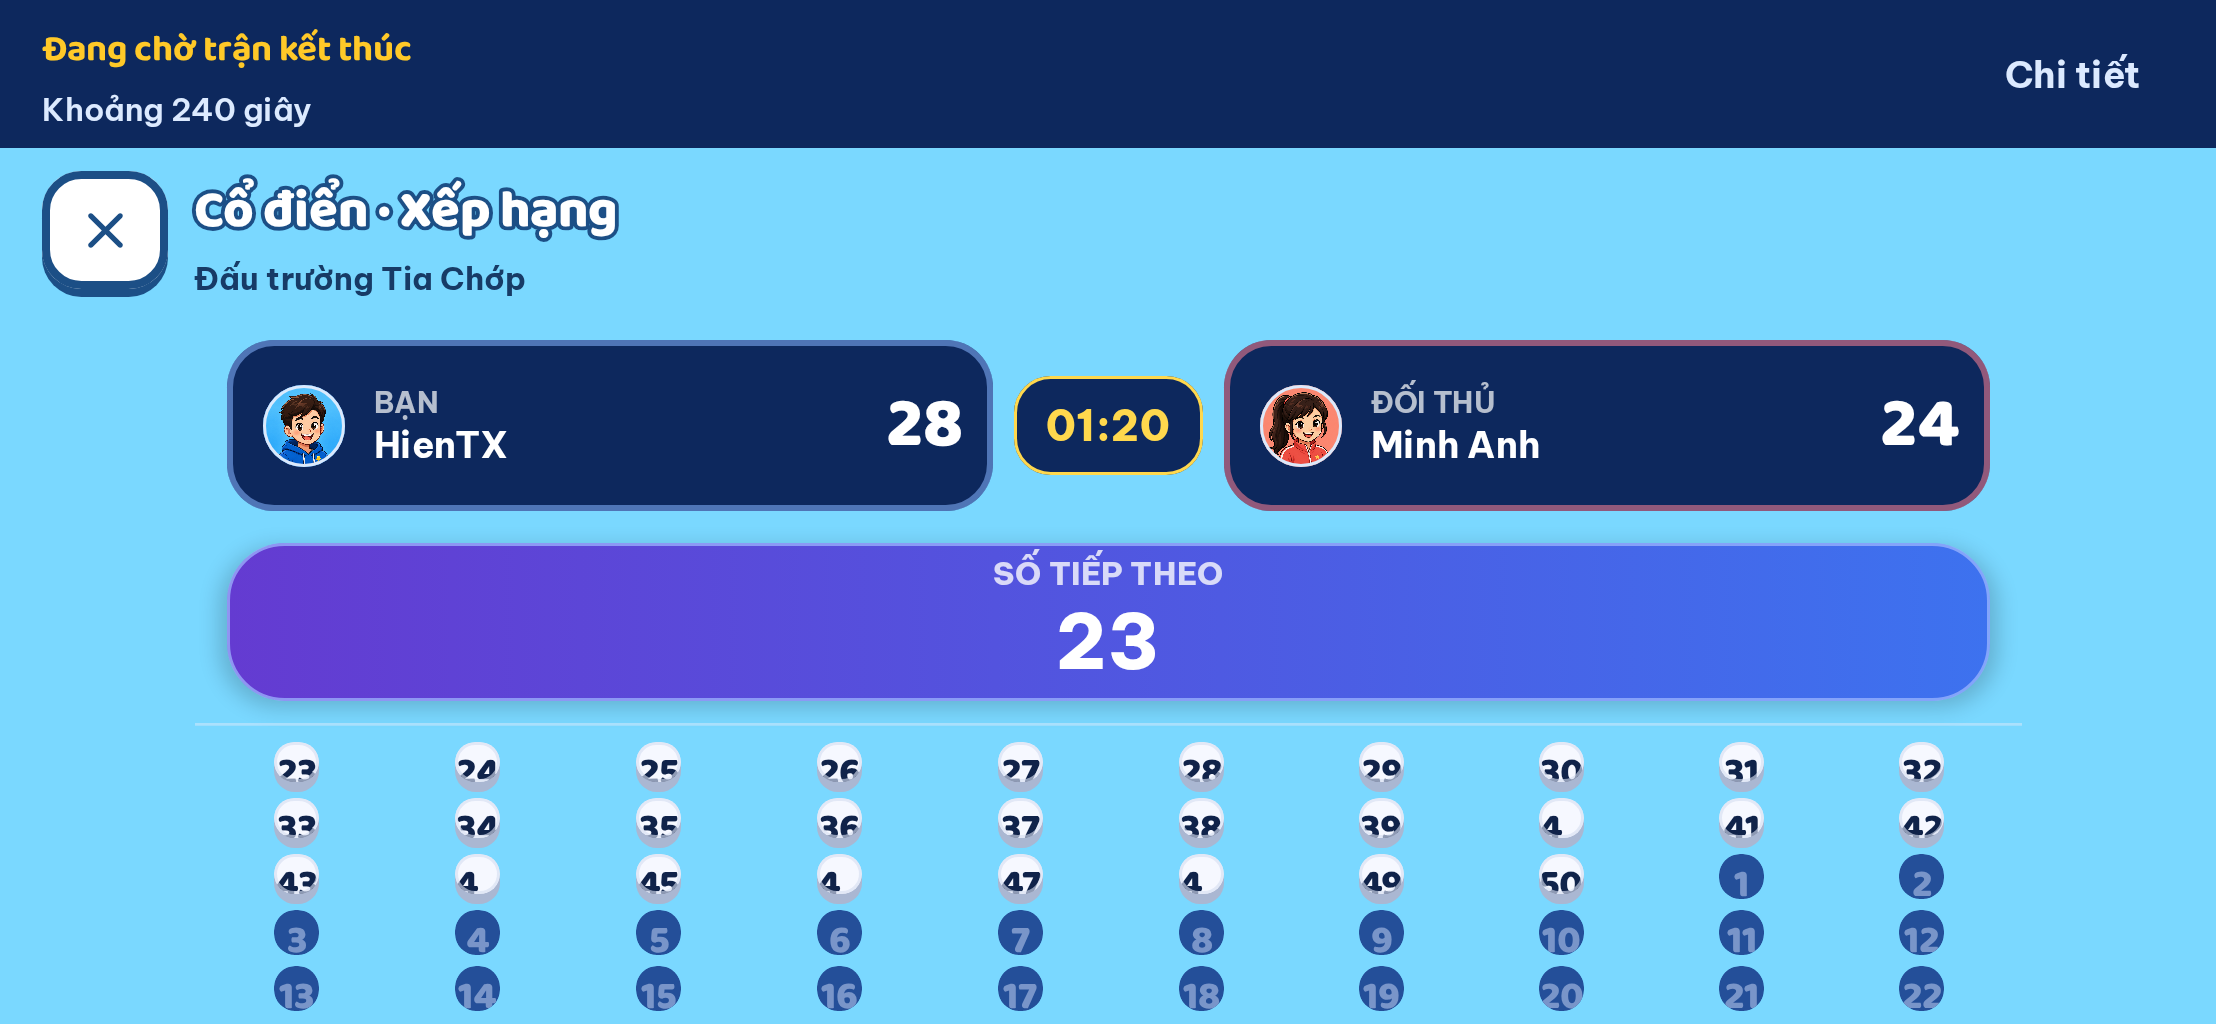 Đang chờ trận kết thúc
Khoảng 240 giây
Chi tiết
Cổ điển · Xếp hạng
Đấu trường Tia Chớp
BẠN
HienTX
28
01:20
ĐỐI THỦ
Minh Anh
24
SỐ TIẾP THEO
23
23 24 25 26 27 28 29 30 31 32
33 34 35 36 37 38 39 4 41 42
43 4 45 4 47 4 49 50 1 2
3 4 5 6 7 8 9 10 11 12
13 14 15 16 17 18 19 20 21 22